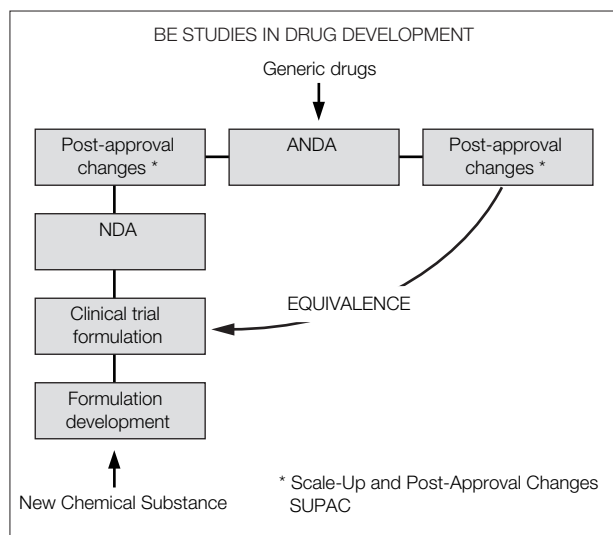 BE STUDIES IN DRUG DEVELOPMENT
Generic drugs
Post-approval
changes *
ANDA
Post-approval
changes *
NDA
EQUIVALENCE
Clinical trial
formulation
Formulation
development
New Chemical Substance
* Scale-Up and Post-Approval Changes
SUPAC